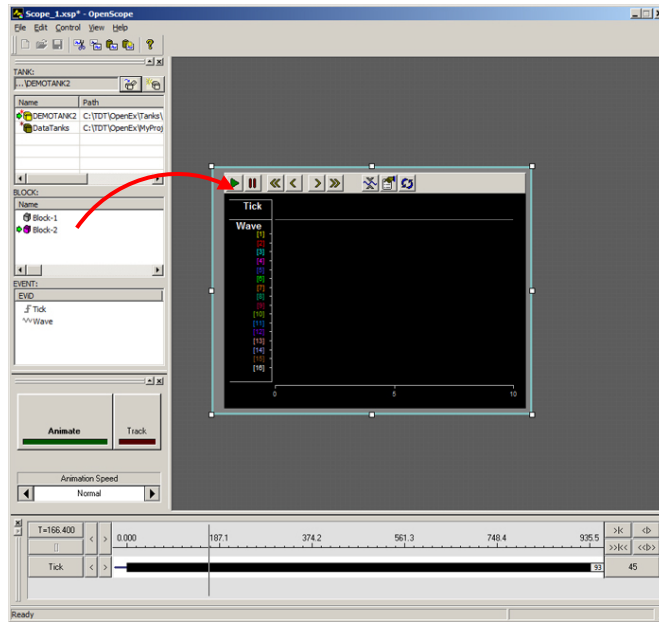 Scope_1.xsp* - OpenScope
File Edit Control View Help
TANK:
...\DEMOTANK2
Name Path
DEMOTANK2 C:\TDT\OpenEx\Tanks\
DataTanks C:\TDT\OpenEx\MyProj
BLOCK:
Name
Block-1
Block-2
EVENT:
EVID
Tick
Wave
Animate Track
Animation Speed
Normal
Tick
Wave
[1]
[2]
[3]
[4]
[5]
[6]
[7]
[8]
[9]
[10]
[11]
[12]
[13]
[14]
[15]
[16]
0 5 10
T=166.400 < > 0.000 187.1 374.2 561.3 748.4 935.5 >|< <|>
[] >>|<< <<|>>
Tick < > 93 45
Ready